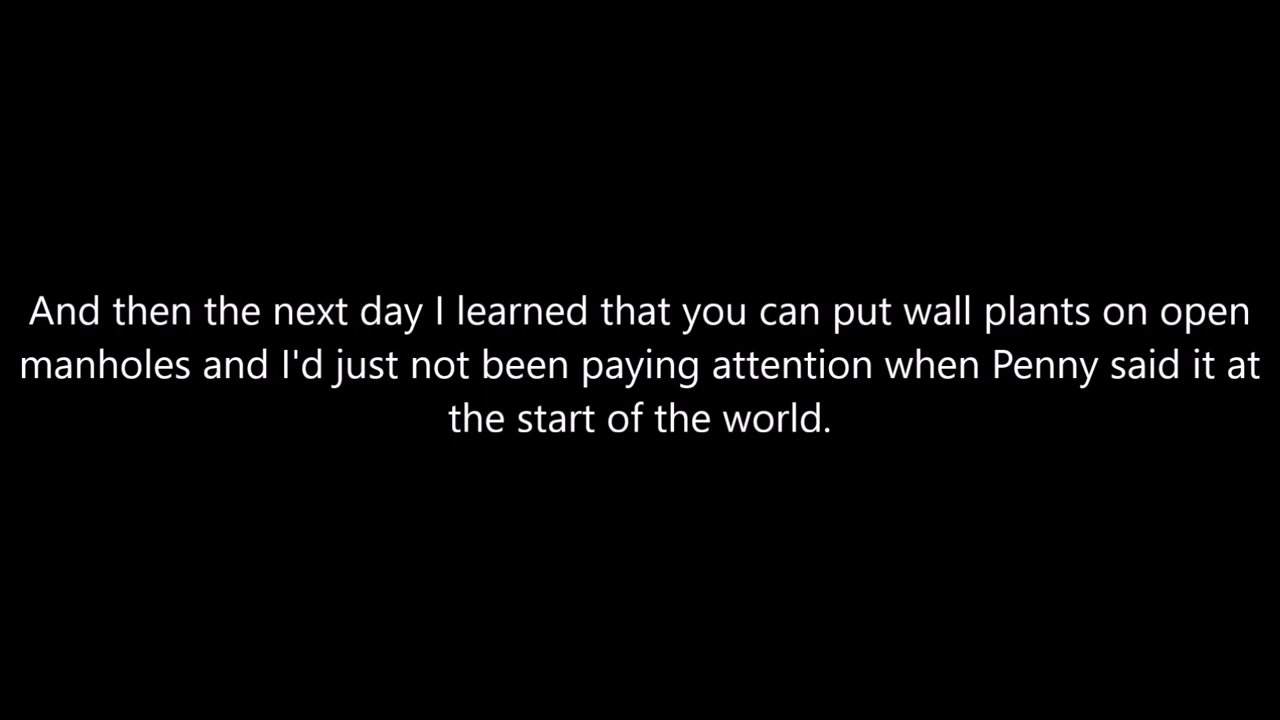 And then the next day I learned that you can put wall plants on open
manholes and I'd just not been paying attention when Penny said it at
the start of the world.